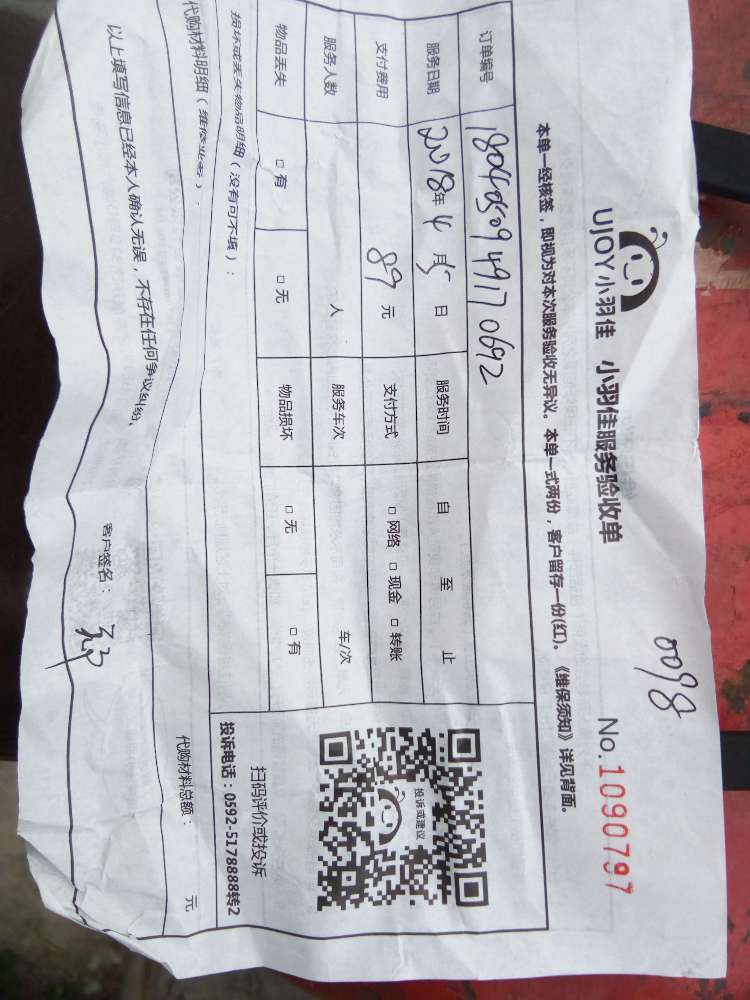 0098
UJOY小羽佳 小羽佳服务验收单 No.1090797
本单一经核签，即视为对本次服务验收无异议。本单一式两份，客户留存一份(红)。《维保须知》详见背面。
订单编号 180405094917 0692
服务日期 2018年4月5日 服务时间 自 至 止
支付费用 89元 支付方式 □网络 □现金 □转账
服务人数 人 服务车次 车/次
物品丢失 □有 □无 物品损坏 □无 □有
投诉或建议
扫码评价或投诉
投诉电话：0592-5178888转2
损坏或丢失物品明细（没有可不填）：
代购材料明细（维修业务）： 代购材料总额： 元
以上填写信息已经本人确认无误，不存在任何争议纠纷。
客户签名：